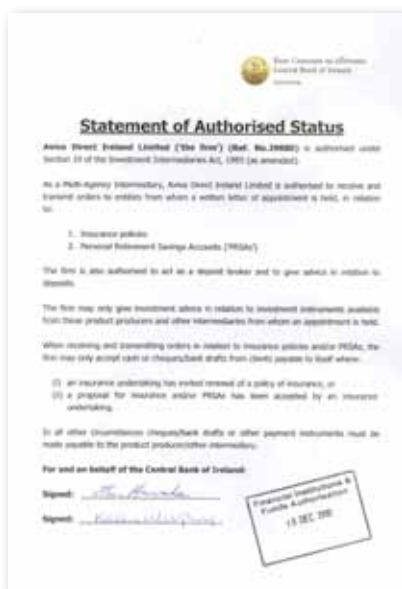 Central Bank of Ireland
Statement of Authorised Status
Aviva Direct Ireland Limited ('the firm') (Ref. No. ) is authorised under
Section 10 of the Investment Intermediaries Act, 1995 (as amended).
As a Multi-Agency Intermediary, Aviva Direct Ireland Limited is authorised to receive and
transmit orders to entities from whom a written letter of appointment is held, in relation
to:
1. Insurance policies
2. Personal Retirement Savings Accounts ('PRSAs')
The firm is also authorised to act as a deposit broker and to give advice in relation to
deposits.
The firm may only give investment advice in relation to investment instruments available
from those product producers and other intermediaries from whom an appointment is held.
When receiving and transmitting orders in relation to insurance policies and/or PRSAs, the
firm may only accept cash or cheques/bank drafts from clients payable to itself where:
(i) an insurance undertaking has invited renewal of a policy of insurance, or
(ii) a proposal for insurance and/or PRSAs has been accepted by an insurance
undertaking.
In all other circumstances cheques/bank drafts or other payment instruments must be
made payable to the product producer/other intermediary.
For and on behalf of the Central Bank of Ireland:
Signed:
Signed:
Financial Institutions &
Funds Authorisation
DEC